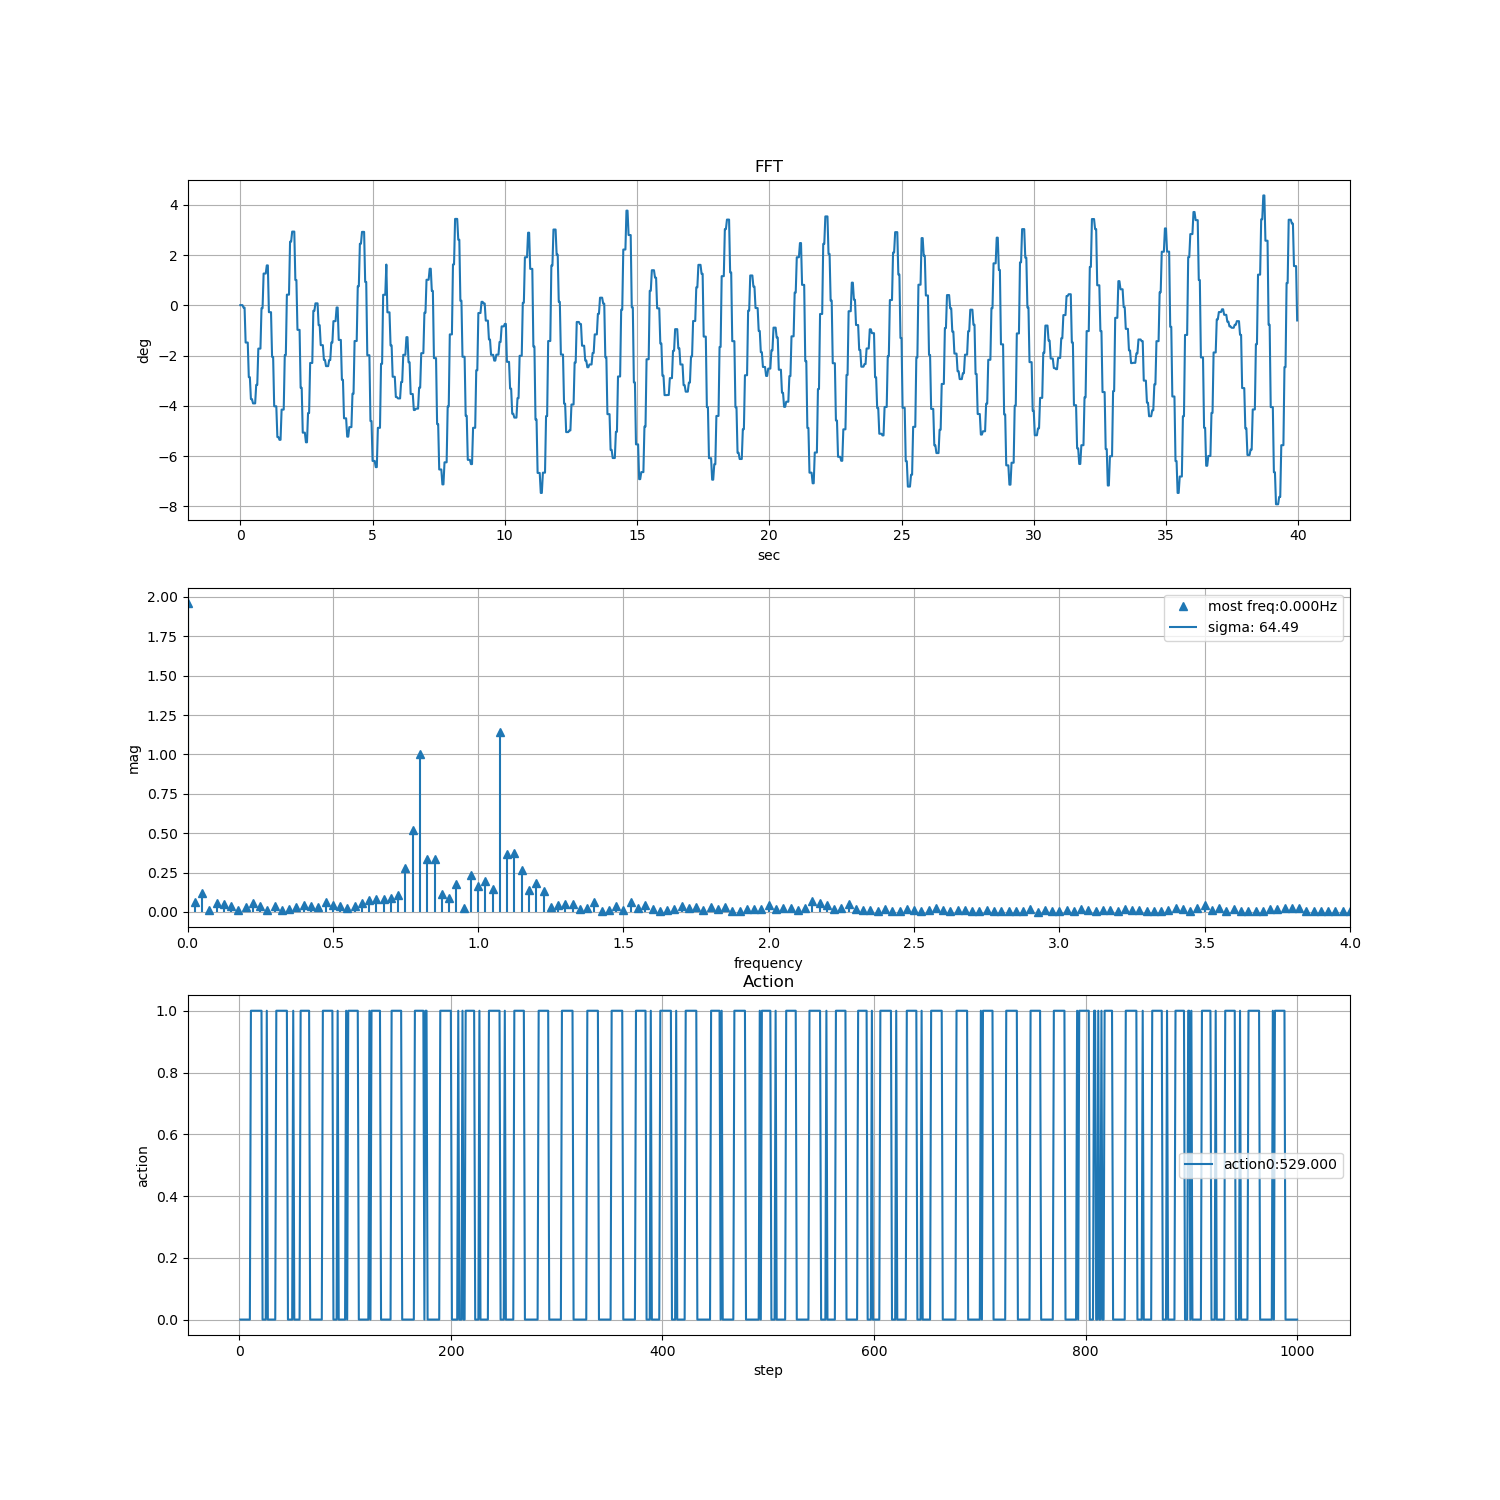 FFT
4
2
0
−2
−4
−6
−8
deg
0 5 10 15 20 25 30 35 40
sec
2.00
1.75
1.50
1.25
1.00
0.75
0.50
0.25
0.00
mag
most freq:0.000Hz
sigma: 64.49
0.0 0.5 1.0 1.5 2.0 2.5 3.0 3.5 4.0
frequency
Action
1.0
0.8
0.6
0.4
0.2
0.0
action
action0:529.000
0 200 400 600 800 1000
step